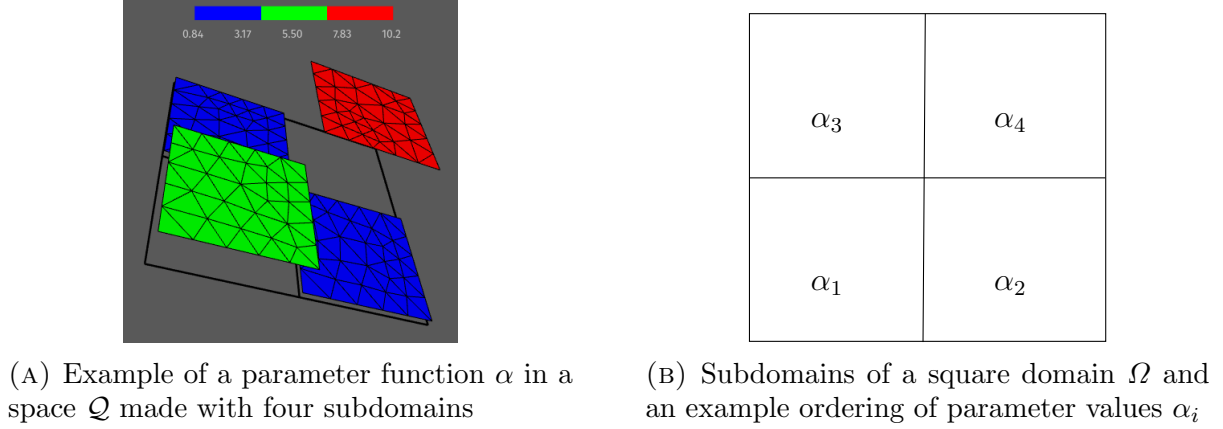 0.84 3.17 5.50 7.83 10.2
α₃ α₄
α₁ α₂
(A) Example of a parameter function α in a
space 𝒬 made with four subdomains
(B) Subdomains of a square domain Ω and
an example ordering of parameter values αᵢ